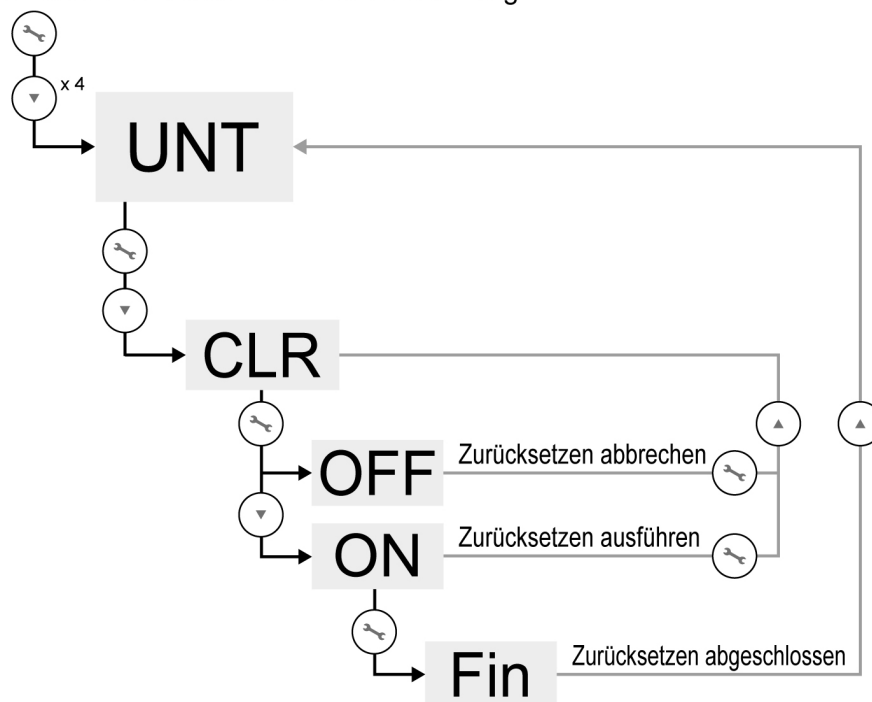 x 4
UNT
CLR
OFF
Zurücksetzen abbrechen
ON
Zurücksetzen ausführen
Fin
Zurücksetzen abgeschlossen